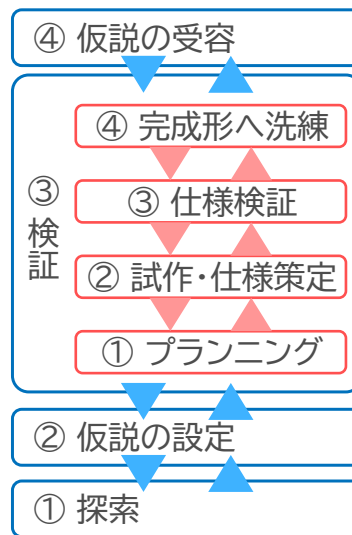 ④ 仮説の受容
③
検
証
④ 完成形へ洗練
③ 仕様検証
② 試作・仕様策定
① プランニング
② 仮説の設定
① 探索